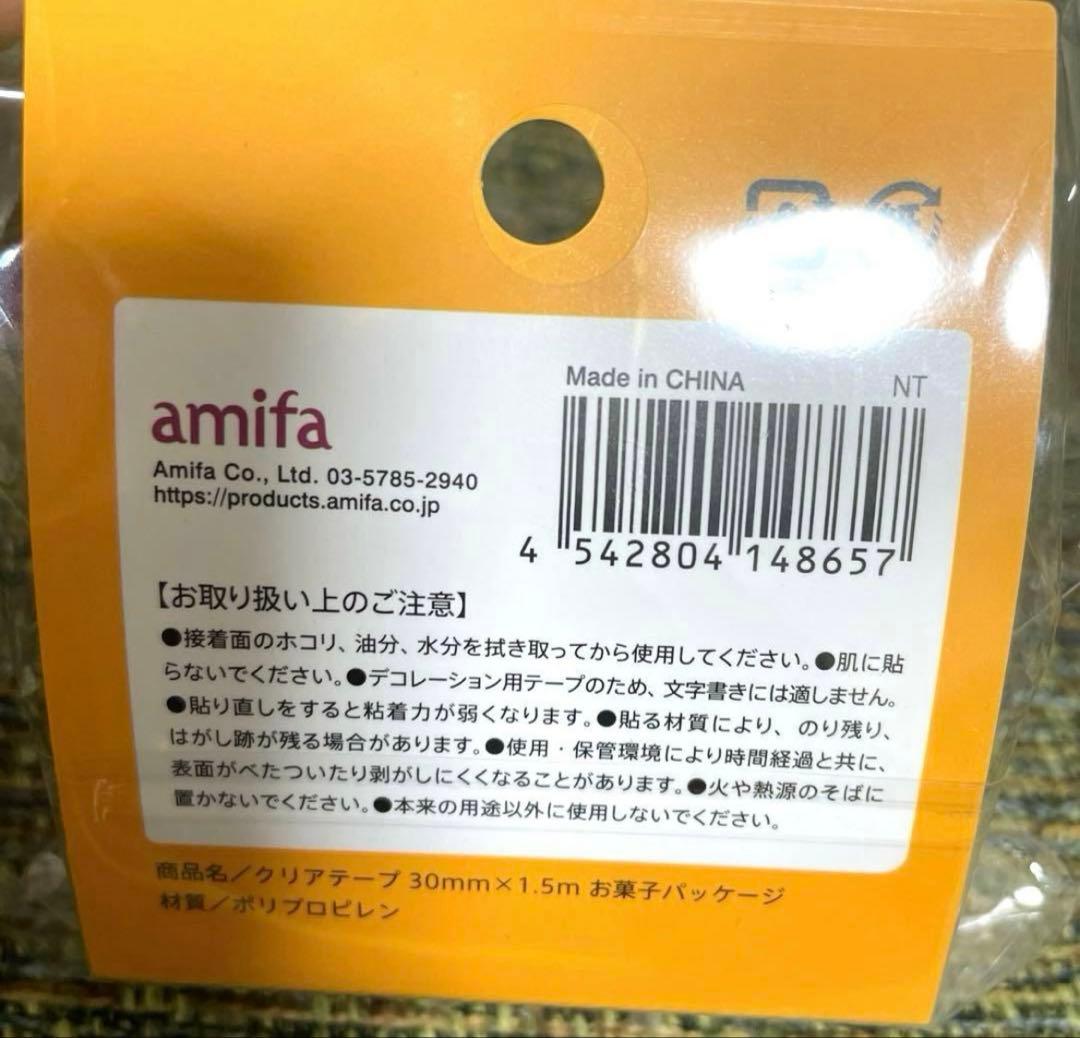 Made in CHINA
NT
amifa
Amifa Co., Ltd. 03-5785-2940
https://products.amifa.co.jp
4 542804 148657
【お取り扱い上のご注意】
●接着面のホコリ、油分、水分を拭き取ってから使用してください。●肌に貼
らないでください。●デコレーション用テープのため、文字書きには適しません。
●貼り直しをすると粘着力が弱くなります。●貼る材質により、のり残り、
はがし跡が残る場合があります。●使用・保管環境により時間経過と共に、
表面がべたついたり剥がしにくくなることがあります。●火や熱源のそばに
置かないでください。●本来の用途以外に使用しないでください。
商品名／クリアテープ 30mm×1.5m お菓子パッケージ
材質／ポリプロピレン